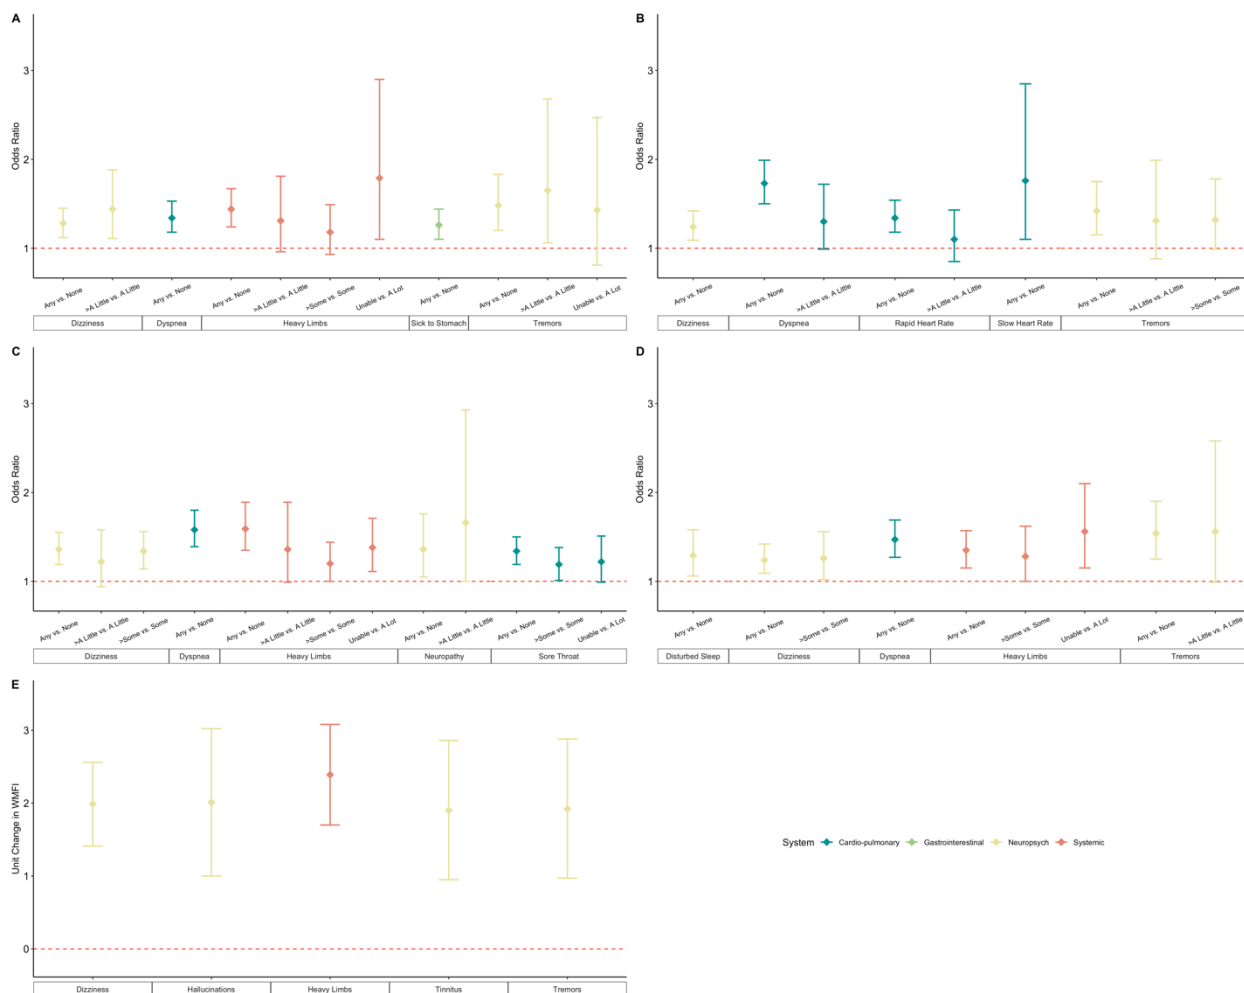 A
Odds Ratio
3
2
1
Any vs. None
>A Little vs. A Little
Any vs. None
Any vs. None
>A Little vs. A Little
>Some vs. Some
Unable vs. A Lot
Any vs. None
Any vs. None
>A Little vs. A Little
Unable vs. A Lot
Dizziness
Dyspnea
Heavy Limbs
Sick to Stomach
Tremors
B
Odds Ratio
3
2
1
Any vs. None
Any vs. None
>A Little vs. A Little
Any vs. None
>A Little vs. A Little
Any vs. None
Any vs. None
>A Little vs. A Little
>Some vs. Some
Dizziness
Dyspnea
Rapid Heart Rate
Slow Heart Rate
Tremors
C
Odds Ratio
3
2
1
Any vs. None
>A Little vs. A Little
>Some vs. Some
Any vs. None
Any vs. None
>A Little vs. A Little
>Some vs. Some
Unable vs. A Lot
Any vs. None
>A Little vs. A Little
Any vs. None
>Some vs. Some
Unable vs. A Lot
Dizziness
Dyspnea
Heavy Limbs
Neuropathy
Sore Throat
D
Odds Ratio
3
2
1
Any vs. None
Any vs. None
>Some vs. Some
Any vs. None
Any vs. None
>Some vs. Some
Unable vs. A Lot
Any vs. None
>A Little vs. A Little
Disturbed Sleep
Dizziness
Dyspnea
Heavy Limbs
Tremors
E
Unit Change in WMFI
3
2
1
0
Dizziness
Hallucinations
Heavy Limbs
Tinnitus
Tremors
System
Cardio-pulmonary
Gastrointestinal
Neuropsych
Systemic